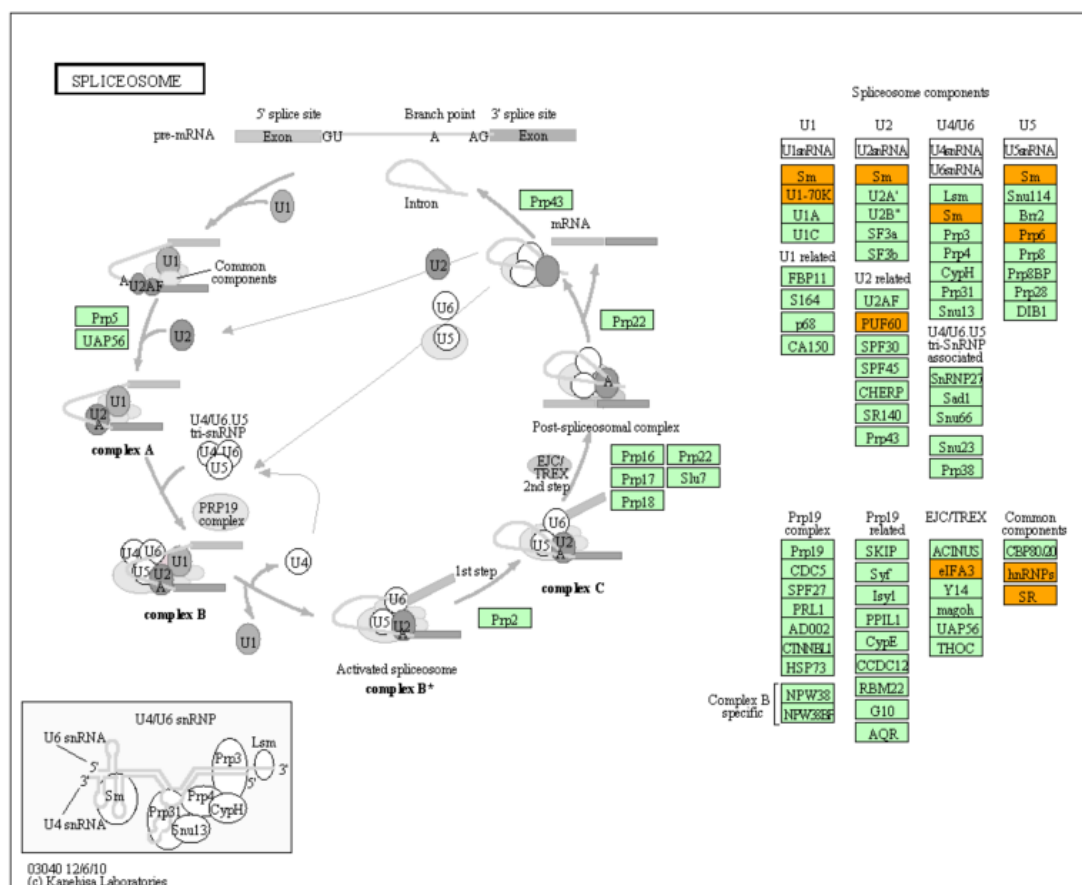 SPLICEOSOME
5' splice site
Branch point
3' splice site
pre-mRNA
Exon
GU
A
AG
Exon
U1
Intron
Prp43
mRNA
U1
Common
components
A
U2AF
Prp5
UAP56
U2
U2
U6
U5
Prp22
U1
U2
A
complex A
U4/U6.U5
tri-snRNP
U4
U6
U5
A
Post-spliceosomal complex
PRP19
complex
EJC/
TREX
2nd step
Prp16
Prp22
Prp17
Slu7
Prp18
U4
U6
U1
U5
U2
A
complex B
U4
U1
U6
U5
U2
A
complex C
1st step
U6
U5
U2
A
Prp2
Activated spliceosome
complex B*
U4/U6 snRNP
U6 snRNA
5'
3'
U4 snRNA
Sm
Prp3
Lsm
3'
5'
Prp4
CypH
Prp31
Snu13
03040 12/6/10
(c) Kanehisa Laboratories
Spliceosome components
U1
U1snRNA
Sm
U1-70K
U1A
U1C
U1 related
FBP11
S164
p68
CA150
U2
U2snRNA
Sm
U2A'
U2B"
SF3a
SF3b
U2 related
U2AF
PUF60
SPF30
SPF45
CHERP
SR140
Prp43
U4/U6
U4snRNA
U6snRNA
Lsm
Sm
Prp3
Prp4
CypH
Prp31
Snu13
U4/U6.U5
tri-SnRNP
associated
SnRNP27
Sad1
Snu66
Snu23
Prp38
U5
U5snRNA
Sm
Snu114
Brr2
Prp6
Prp8
Prp8BP
Prp28
DIB1
Prp19
complex
Prp19
CDC5
SPF27
PRL1
AD002
CTNNBL1
HSP73
Complex B
specific
NPW38
NPW38BP
Prp19
related
SKIP
Syf
Isy1
PPIL1
CypE
CCDC12
RBM22
G10
AQR
EJC/TREX
ACINUS
eIFA3
Y14
magoh
UAP56
THOC
Common
components
CBP80/20
hnRNPs
SR